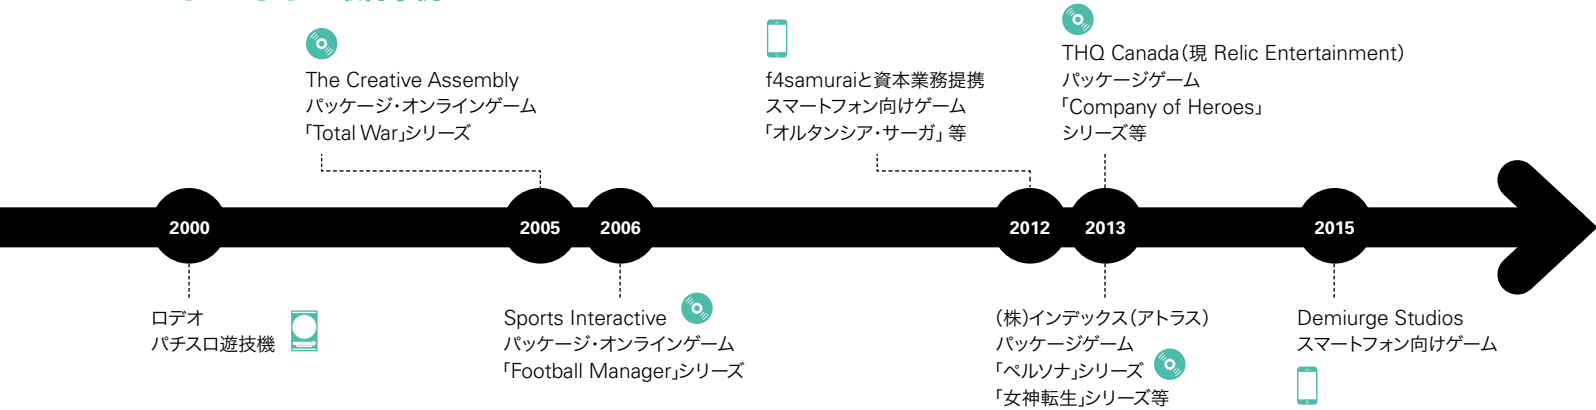 The Creative Assembly
パッケージ・オンラインゲーム
「Total War」シリーズ
f4samuraiと資本業務提携
スマートフォン向けゲーム
「オルタンシア・サーガ」 等
THQ Canada（現 Relic Entertainment）
パッケージゲーム
「Company of Heroes」
シリーズ等
2000
2005
2006
2012
2013
2015
ロデオ
パチスロ遊技機
Sports Interactive
パッケージ・オンラインゲーム
「Football Manager」シリーズ
（株）インデックス（アトラス）
パッケージゲーム
「ペルソナ」シリーズ
「女神転生」シリーズ等
Demiurge Studios
スマートフォン向けゲーム